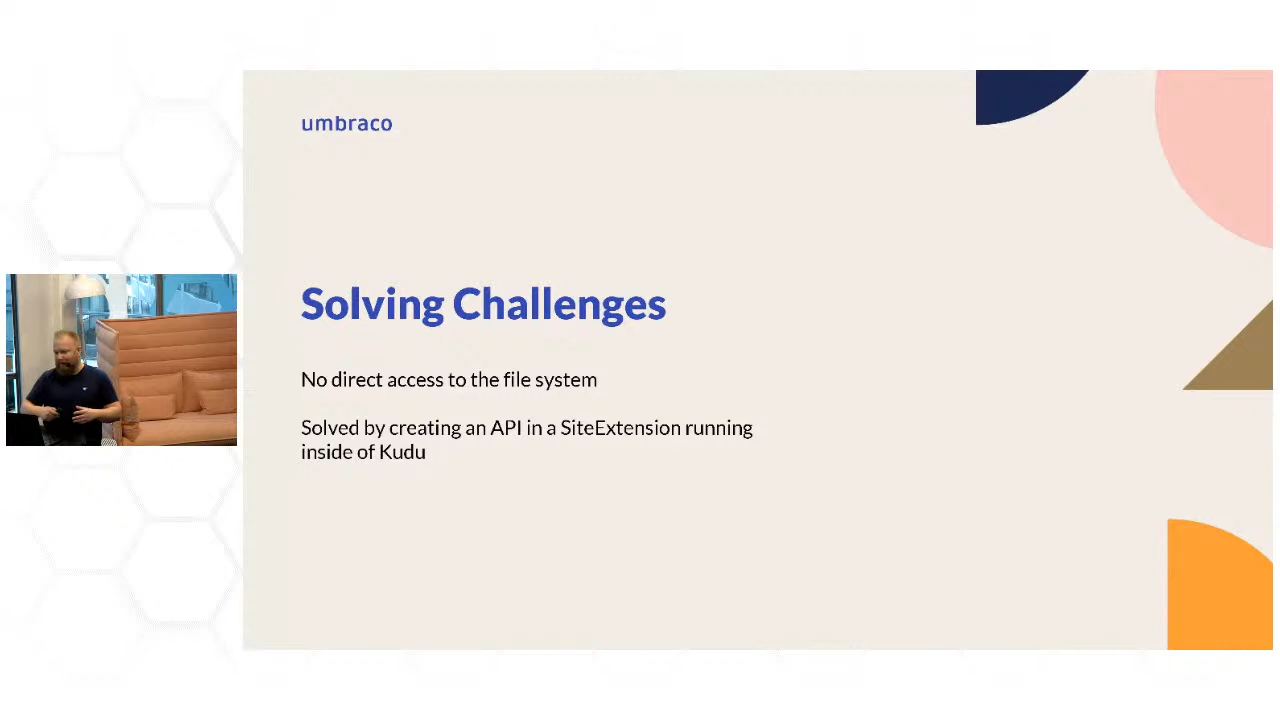 umbraco
Solving Challenges
No direct access to the file system
Solved by creating an API in a SiteExtension running
inside of Kudu